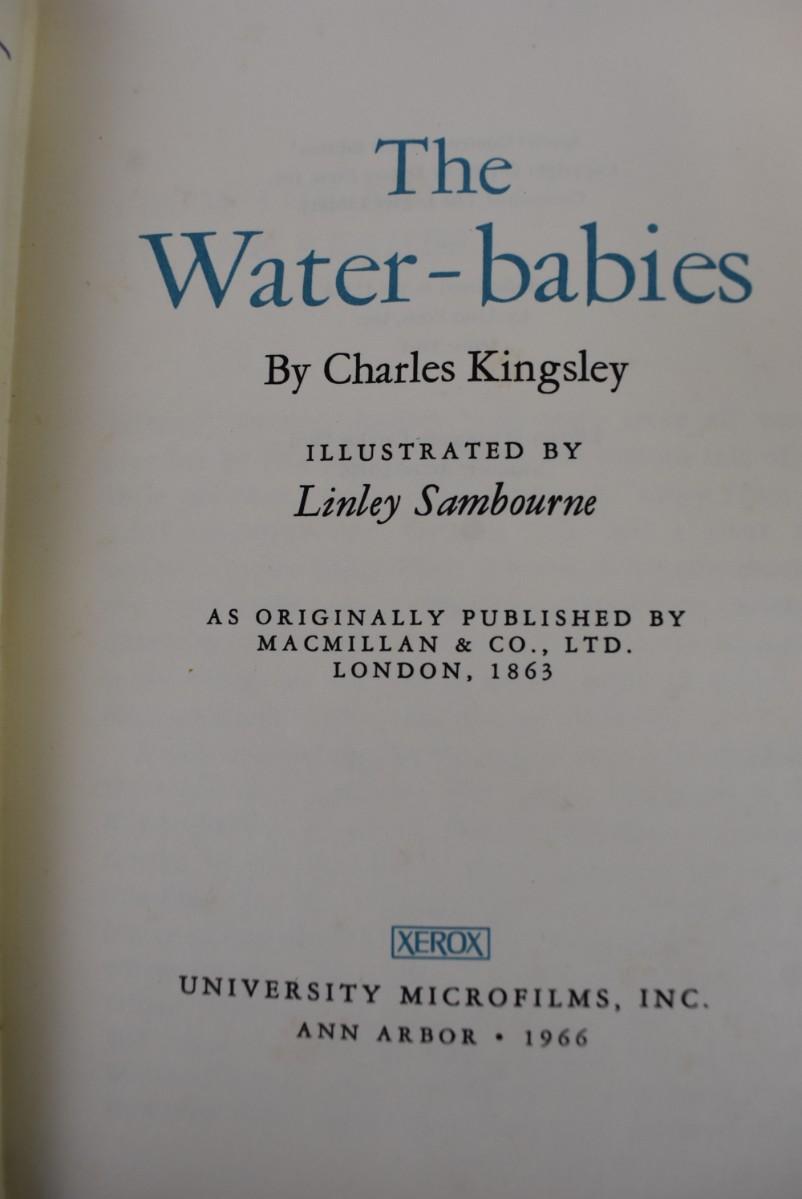 The
Water-babies
By Charles Kingsley
ILLUSTRATED BY
Linley Sambourne
AS ORIGINALLY PUBLISHED BY
MACMILLAN & CO., LTD.
LONDON, 1863
XEROX
UNIVERSITY MICROFILMS, INC.
ANN ARBOR • 1966